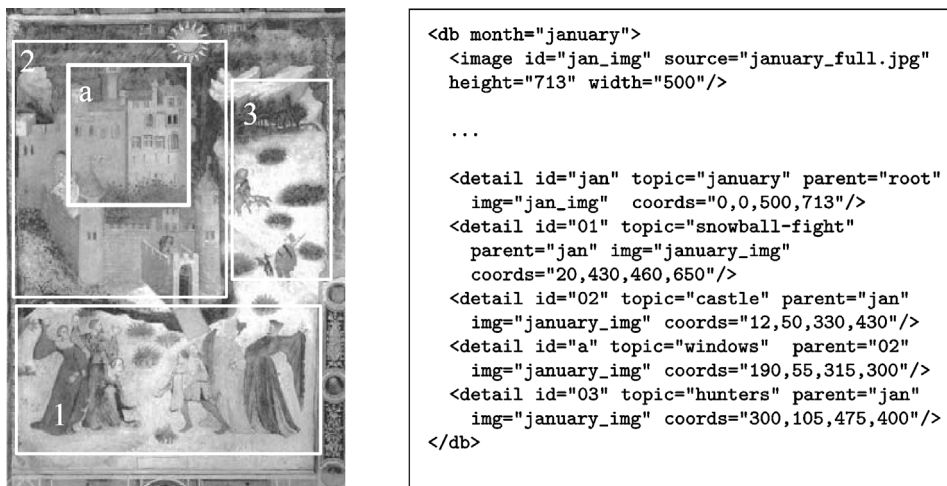 2
a
3
1
<db month="january">
<image id="jan_img" source="january_full.jpg"
height="713" width="500"/>
...
<detail id="jan" topic="january" parent="root"
img="jan_img" coords="0,0,500,713"/>
<detail id="01" topic="snowball-fight"
parent="jan" img="january_img"
coords="20,430,460,650"/>
<detail id="02" topic="castle" parent="jan"
img="january_img" coords="12,50,330,430"/>
<detail id="a" topic="windows" parent="02"
img="january_img" coords="190,55,315,300"/>
<detail id="03" topic="hunters" parent="jan"
img="january_img" coords="300,105,475,400"/>
</db>